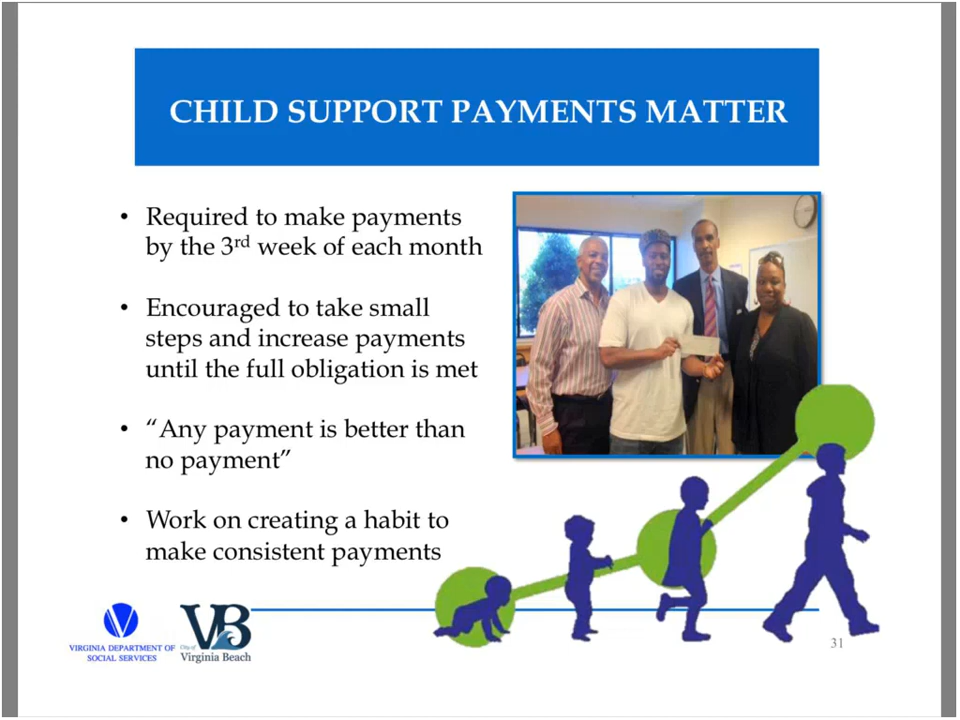 CHILD SUPPORT PAYMENTS MATTER
• Required to make payments
by the 3rd week of each month
• Encouraged to take small
steps and increase payments
until the full obligation is met
• “Any payment is better than
no payment”
• Work on creating a habit to
make consistent payments
VIRGINIA DEPARTMENT OF
SOCIAL SERVICES
VB
City of
Virginia Beach
31